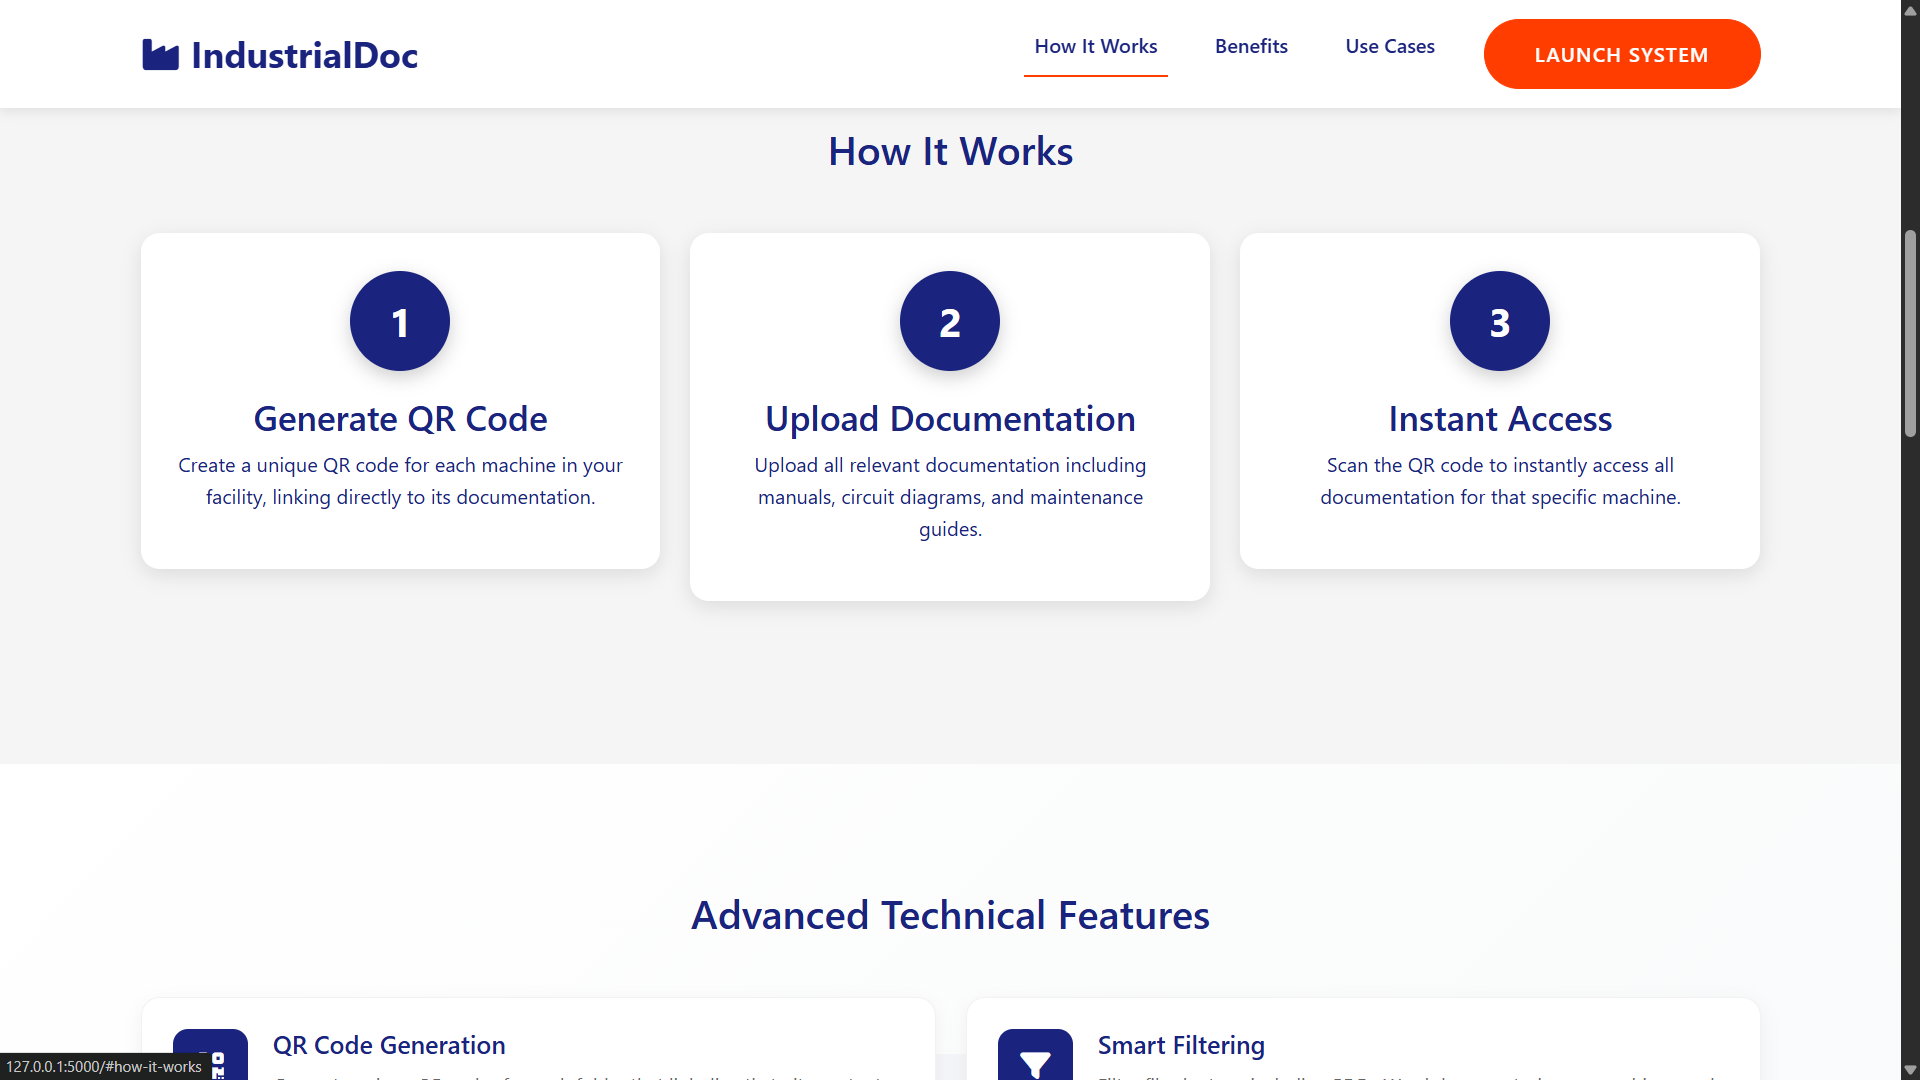 IndustrialDoc
How It Works
Benefits
Use Cases
LAUNCH SYSTEM
How It Works
1
Generate QR Code
Create a unique QR code for each machine in your
facility, linking directly to its documentation.
2
Upload Documentation
Upload all relevant documentation including
manuals, circuit diagrams, and maintenance
guides.
3
Instant Access
Scan the QR code to instantly access all
documentation for that specific machine.
Advanced Technical Features
QR Code Generation
Smart Filtering
127.0.0.1:5000/#how-it-works